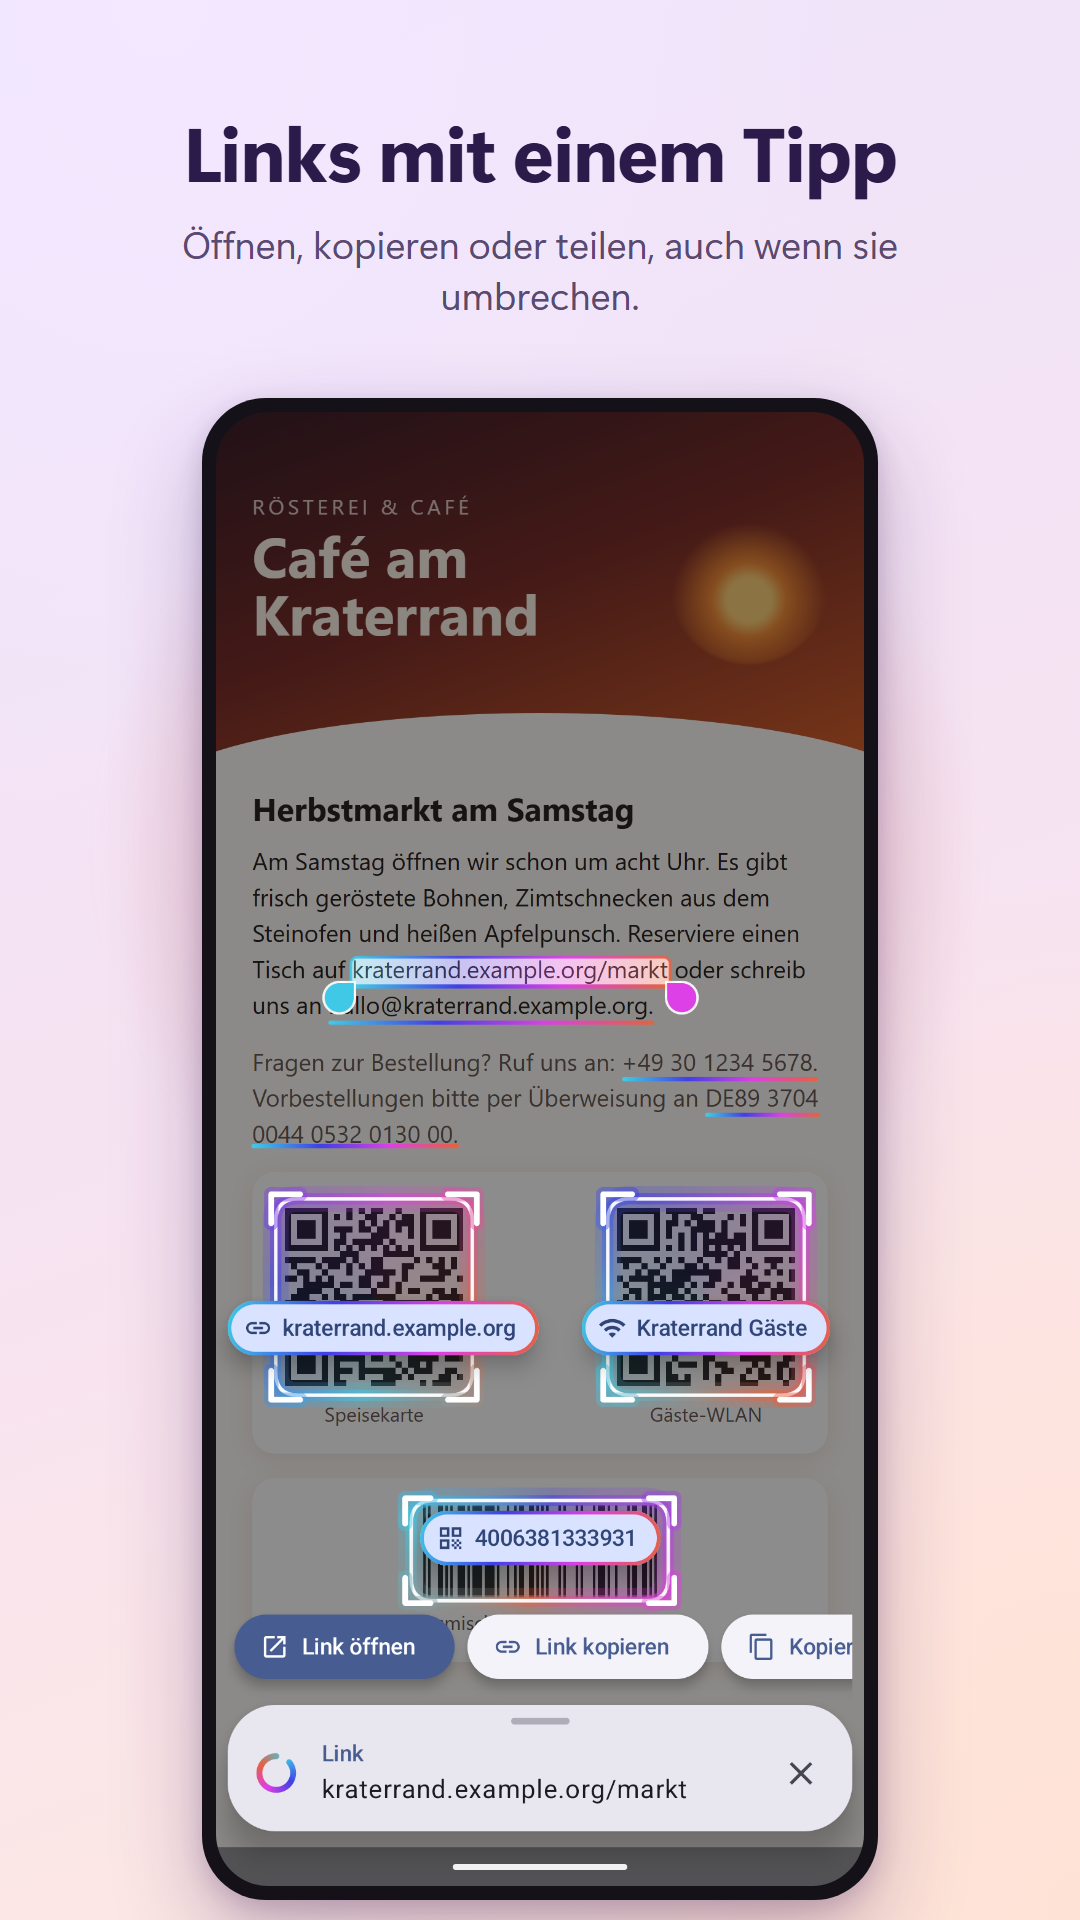 Links mit einem Tipp
Öffnen, kopieren oder teilen, auch wenn sie
umbrechen.
RÖSTEREI & CAFÉ
Café am
Kraterrand
Herbstmarkt am Samstag
Am Samstag öffnen wir schon um acht Uhr. Es gibt
frisch geröstete Bohnen, Zimtschnecken aus dem
Steinofen und heißen Apfelpunsch. Reserviere einen
Tisch auf kraterrand.example.org/markt oder schreib
uns an hallo@kraterrand.example.org.
Fragen zur Bestellung? Ruf uns an: +49 30 1234 5678.
Vorbestellungen bitte per Überweisung an DE89 3704
0044 0532 0130 00.
kraterrand.example.org
Kraterrand Gäste
Speisekarte
Gäste-WLAN
4006381333931
Link öffnen
Link kopieren
Kopier
Link
kraterrand.example.org/markt